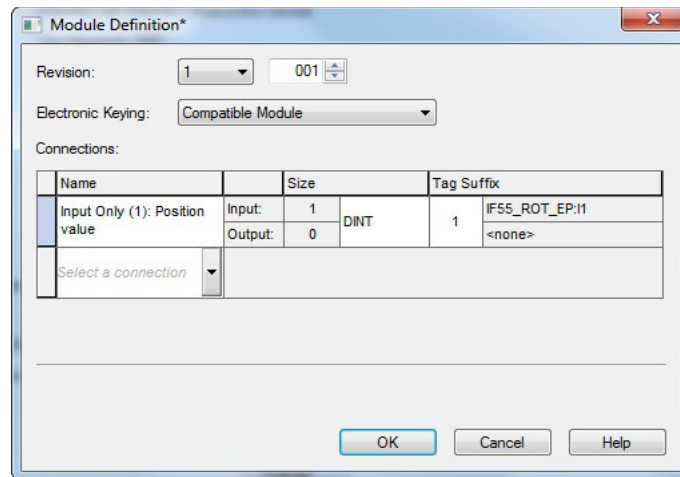 Module Definition*
Revision: 1 001
Electronic Keying: Compatible Module
Connections:
Name Size Tag Suffix
Input Only (1): Position value
Input: 1 DINT 1 IF55_ROT_EP:I1
Output: 0 <none>
Select a connection
OK Cancel Help